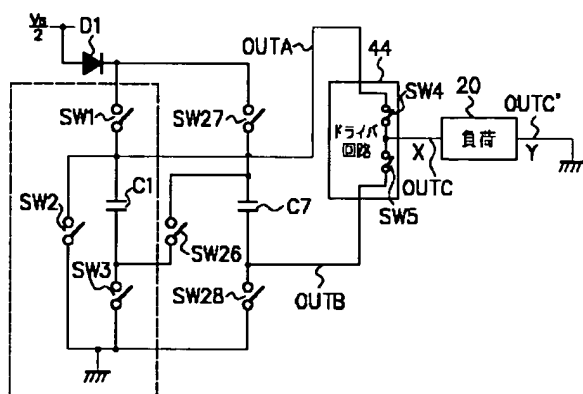 Vs/2
D1
OUTA
44
SW1
SW27
SW4
20
OUTC'
ドライバ
回路
負荷
X
Y
OUTC
SW2
C1
C7
SW5
SW26
SW3
SW28
OUTB